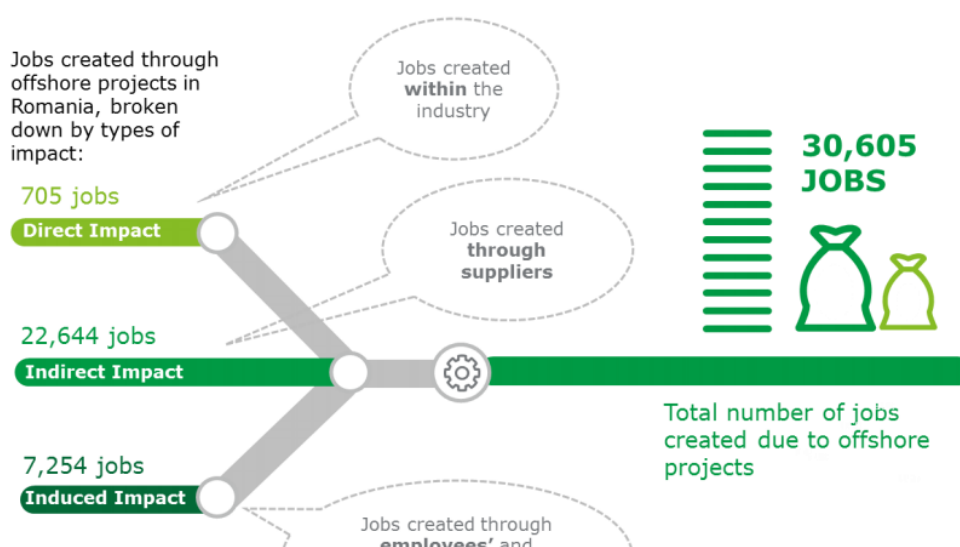 Jobs created through
offshore projects in
Romania, broken
down by types of
impact:
Jobs created
within the
industry
705 jobs
Direct Impact
Jobs created
through
suppliers
30,605
JOBS
22,644 jobs
Indirect Impact
Total number of jobs
created due to offshore
projects
7,254 jobs
Induced Impact
Jobs created through
employees' and